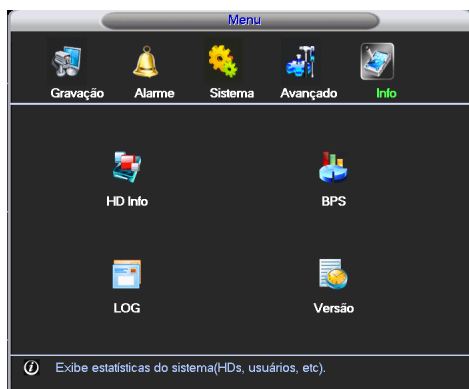 Menu
Gravação Alarme Sistema Avançado Info
HD Info BPS
LOG Versão
Exibe estatísticas do sistema(HDs, usuários, etc).